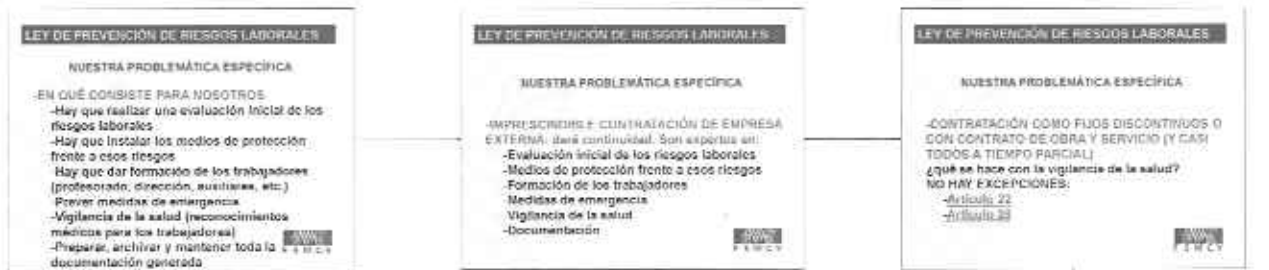 LEY DE PREVENCIÓN DE RIESGOS LABORALES
NUESTRA PROBLEMÁTICA ESPECÍFICA
-EN QUÉ CONSISTE PARA NOSOTROS
-Hay que realizar una evaluación inicial de los
riesgos laborales
-Hay que instalar los medios de protección
frente a esos riesgos
-Hay que dar formación de los trabajadores
(profesorado, dirección, auxiliares, etc.)
-Prever medidas de emergencia
-Vigilancia de la salud (reconocimientos
médicos para los trabajadores)
-Preparar, archivar y mantener toda la
documentación generada
FEMCV
LEY DE PREVENCIÓN DE RIESGOS LABORALES
NUESTRA PROBLEMÁTICA ESPECÍFICA
-IMPRESCINDIBLE CONTRATACIÓN DE EMPRESA
EXTERNA: dará continuidad. Son expertos en:
-Evaluación inicial de los riesgos laborales
-Medios de protección frente a esos riesgos
-Formación de los trabajadores
-Medidas de emergencia
-Vigilancia de la salud
-Documentación
FEMCV
LEY DE PREVENCIÓN DE RIESGOS LABORALES
NUESTRA PROBLEMÁTICA ESPECÍFICA
-CONTRATACIÓN COMO FIJOS DISCONTINUOS O
CON CONTRATO DE OBRA Y SERVICIO (Y CASI
TODOS A TIEMPO PARCIAL)
¿qué se hace con la vigilancia de la salud?
NO HAY EXCEPCIONES:
-Artículo 22
-Artículo
FEMCV